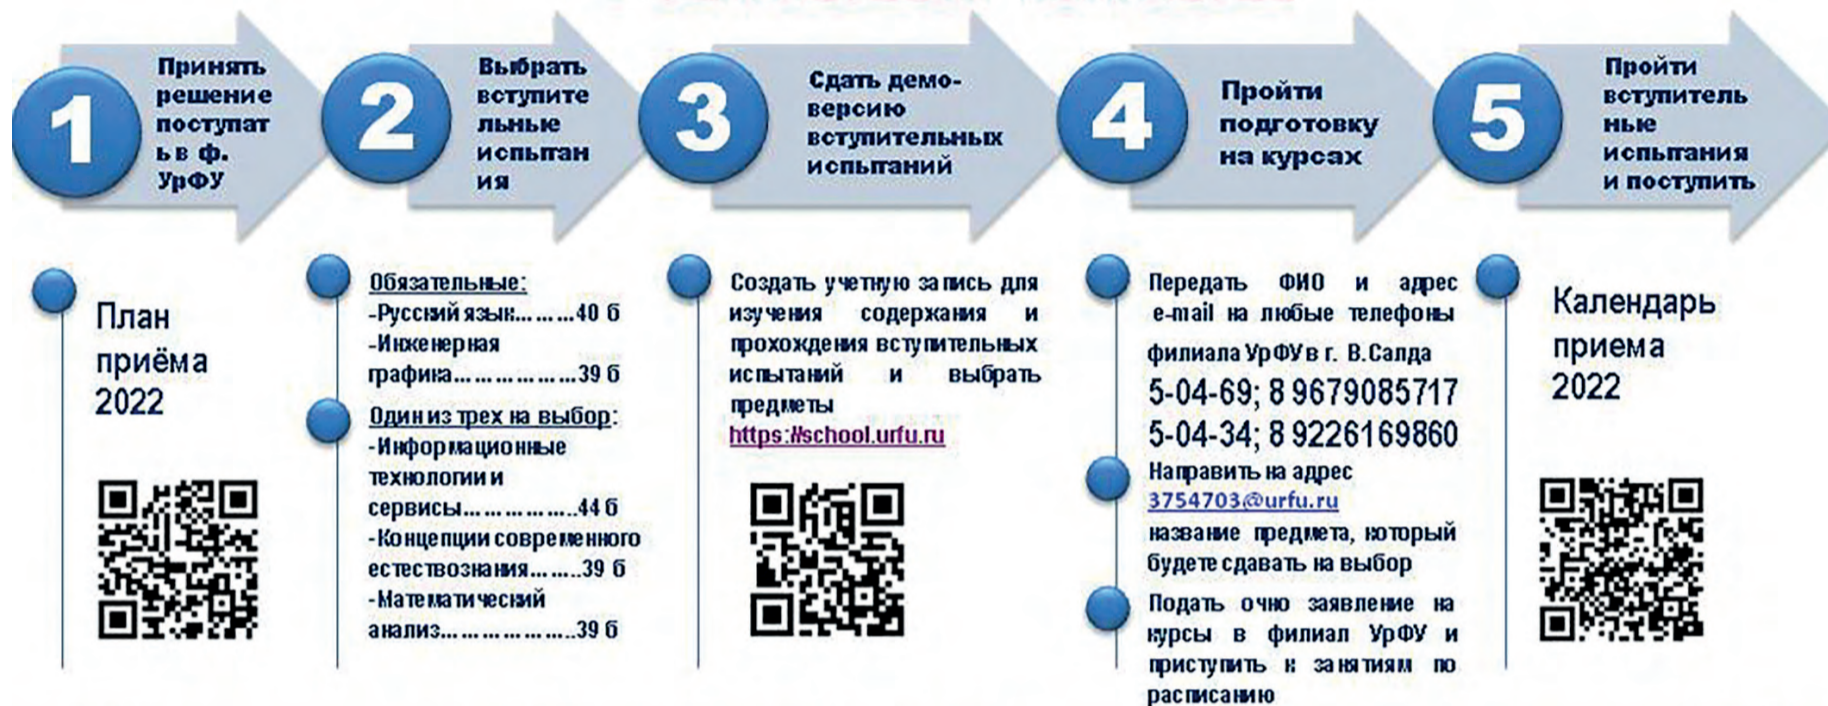 1
Принять
решение
поступат
ь в ф.
УрФУ
2
Выбрать
вступите
льные
испытан
ия
3
Сдать демо-
версию
вступительных
испытаний
4
Пройти
подготовку
на курсах
5
Пройти
вступитель
ные
испытания
и поступить
План
приёма
2022
Обязательные:
-Русский язык.........40 б
-Инженерная
графика..................39 б
Один из трех на выбор:
-Информационные
технологии и
сервисы.................44 б
-Концепции современного
естествознания........39 б
-Математический
анализ....................39 б
Создать учетную запись для
изучения содержания и
прохождения вступительных
испытаний и выбрать
предметы
https://school.urfu.ru
Передать ФИО и адрес
e-mail на любые телефоны
филиала УрФУ в г. В.Салда
5-04-69; 8 9679085717
5-04-34; 8 9226169860
Направить на адрес
3754703@urfu.ru
название предмета, который
будете сдавать на выбор
Подать очно заявление на
курсы в филиал УрФУ и
приступить к занятиям по
расписанию
Календарь
приема
2022